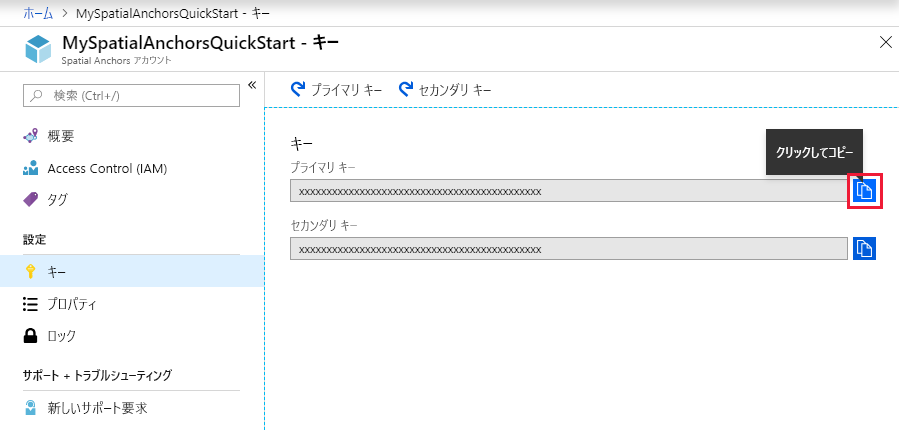 ホーム > MySpatialAnchorsQuickStart - キー
MySpatialAnchorsQuickStart - キー
Spatial Anchors アカウント
検索 (Ctrl+/)
概要
Access Control (IAM)
タグ
設定
キー
プロパティ
ロック
サポート + トラブルシューティング
新しいサポート要求
プライマリ キー セカンダリ キー
キー
クリックしてコピー
プライマリ キー
xxxxxxxxxxxxxxxxxxxxxxxxxxxxxxxxxxxxxxxxxxxx
セカンダリ キー
xxxxxxxxxxxxxxxxxxxxxxxxxxxxxxxxxxxxxxxxxxxx